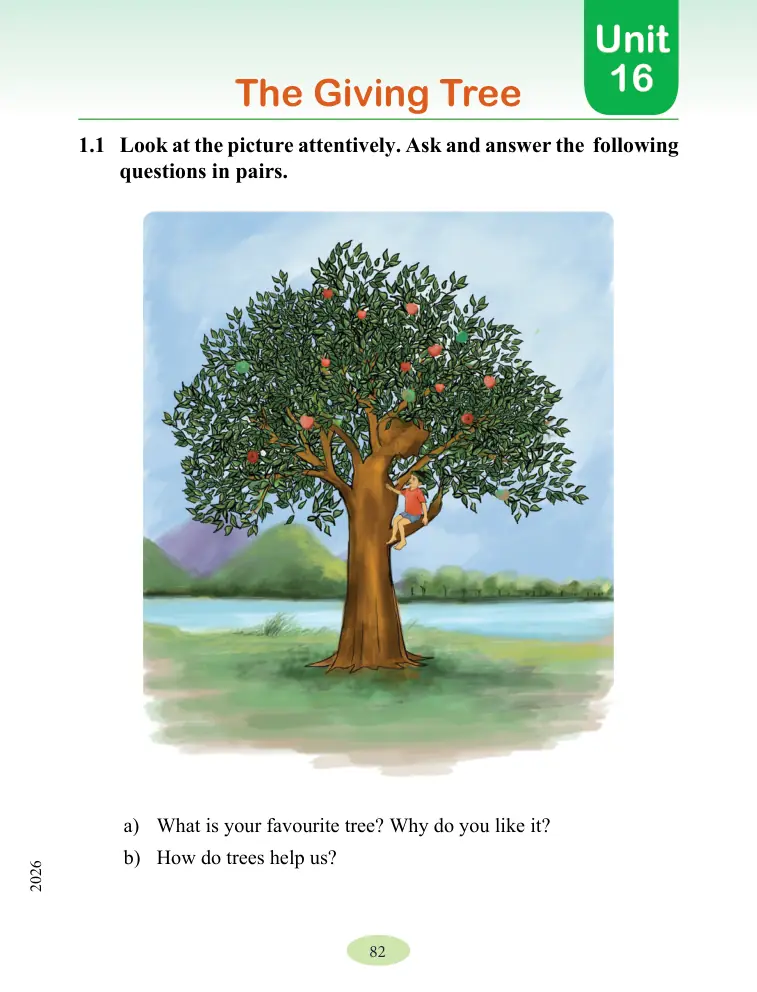 Unit
16
The Giving Tree
1.1 Look at the picture attentively. Ask and answer the following
questions in pairs.
a) What is your favourite tree? Why do you like it?
b) How do trees help us?
2026
82